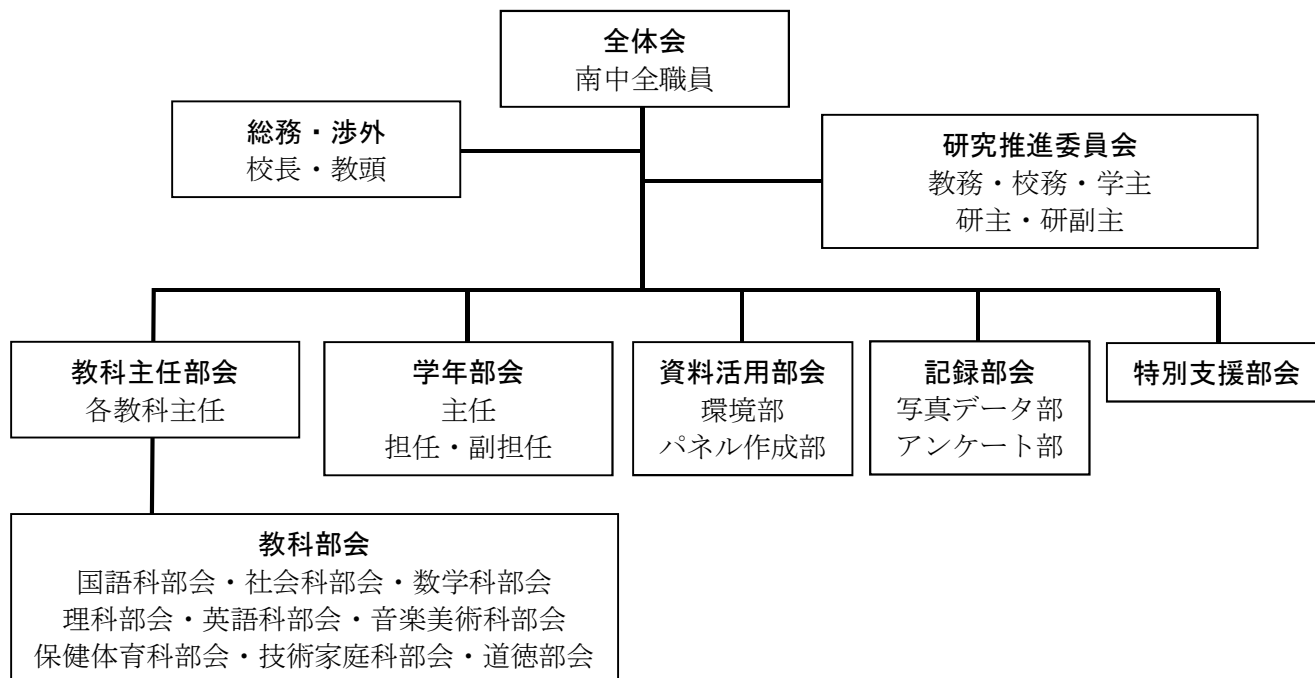 全体会
南中全職員
総務・渉外
校長・教頭
研究推進委員会
教務・校務・学主
研主・研副主
教科主任部会
各教科主任
学年部会
主任
担任・副担任
資料活用部会
環境部
パネル作成部
記録部会
写真データ部
アンケート部
特別支援部会
教科部会
国語科部会・社会科部会・数学科部会
理科部会・英語科部会・音楽美術科部会
保健体育科部会・技術家庭科部会・道徳部会